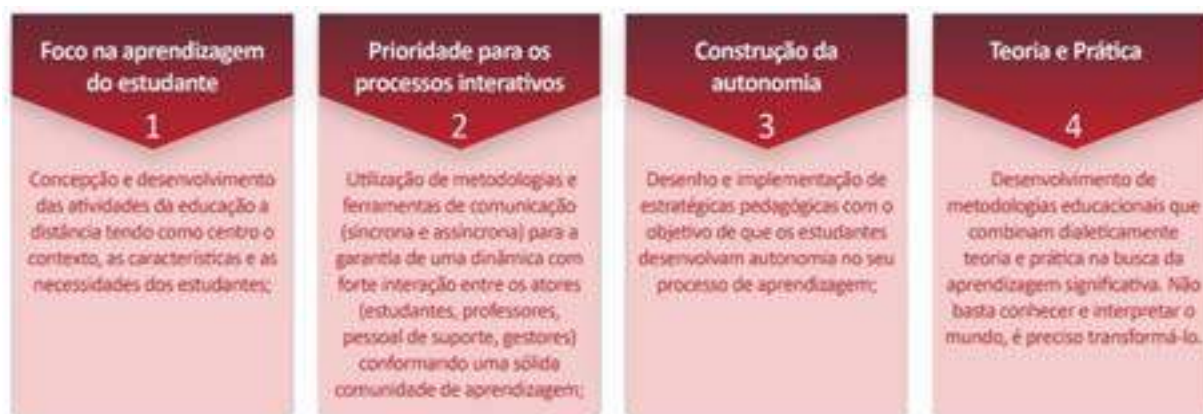 Foco na aprendizagem
do estudante
1
Concepção e desenvolvimento
das atividades da educação a
distância tendo como centro o
contexto, as características e as
necessidades dos estudantes;
Prioridade para os
processos interativos
2
Utilização de metodologias e
ferramentas de comunicação
(síncrona e assíncrona) para a
garantia de uma dinâmica com
forte interação entre os atores
(estudantes, professores,
pessoal de suporte, gestores)
conformando uma sólida
comunidade de aprendizagem;
Construção da
autonomia
3
Desenho e implementação de
estratégicas pedagógicas com o
objetivo de que os estudantes
desenvolvam autonomia no seu
processo de aprendizagem;
Teoria e Prática
4
Desenvolvimento de
metodologias educacionais que
combinam dialeticamente
teoria e prática na busca da
aprendizagem significativa. Não
basta conhecer e interpretar o
mundo, é preciso transformá-lo.